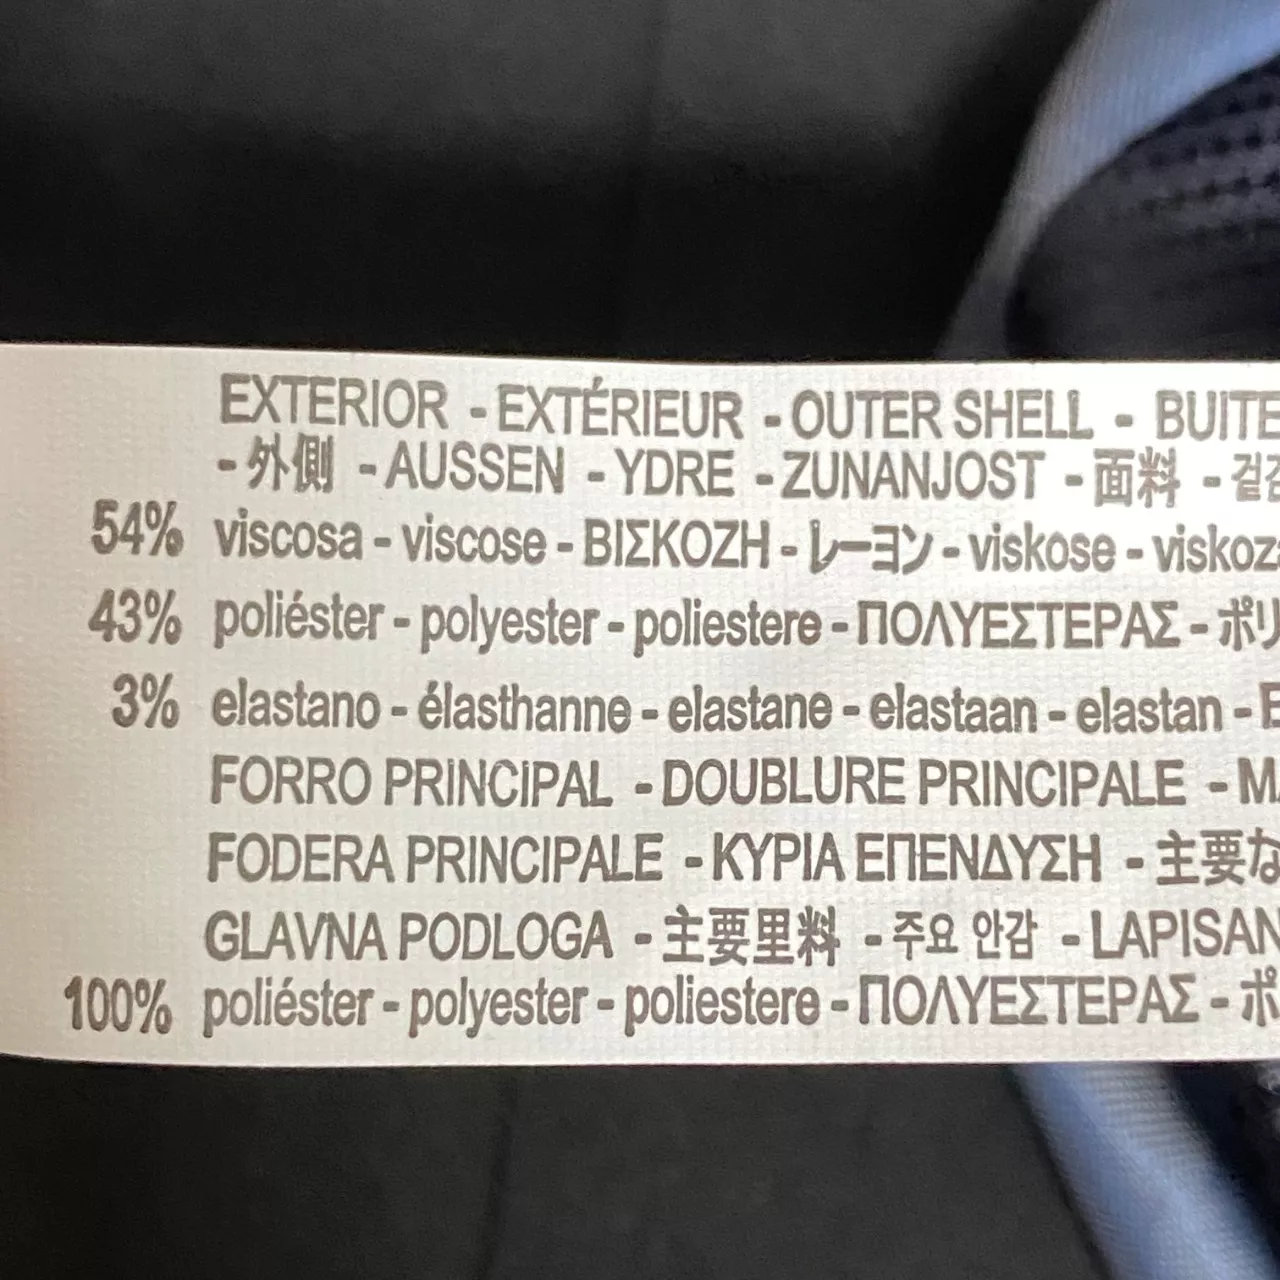 EXTERIOR - EXTÉRIEUR - OUTER SHELL - BUITE
- 外側 - AUSSEN - YDRE - ZUNANJOST - 面料 - 겉감
54% viscosa - viscose - ΒΙΣΚΟΖΗ - レーヨン - viskose - viskoz
43% poliéster - polyester - poliestere - ΠΟΛΥΕΣΤΕΡΑΣ - ポリ
3% elastano - élasthanne - elastane - elastaan - elastan - E
FORRO PRINCIPAL - DOUBLURE PRINCIPALE - MA
FODERA PRINCIPALE - ΚΥΡΙΑ ΕΠΕΝΔΥΣΗ - 主要な
GLAVNA PODLOGA - 主要里料 - 주요 안감 - LAPISAN
100% poliéster - polyester - poliestere - ΠΟΛΥΕΣΤΕΡΑΣ - ポ